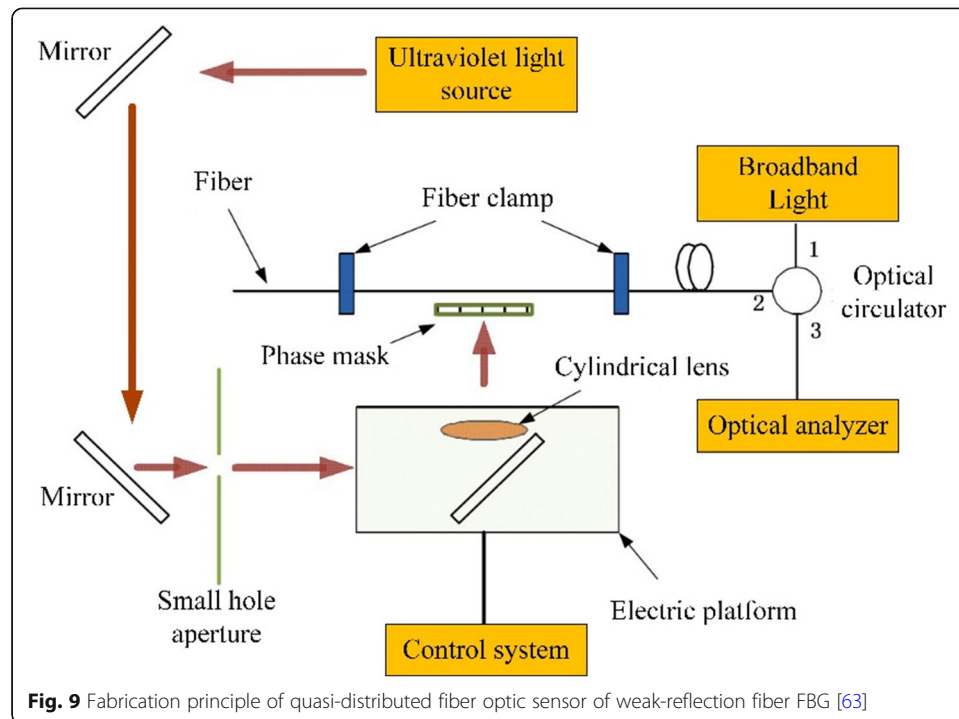 Mirror
Ultraviolet light
source
Broadband
Light
Fiber
Fiber clamp
1
Optical
circulator
2
3
Phase mask
Cylindrical lens
Optical analyzer
Mirror
Small hole
aperture
Electric platform
Control system
Fig. 9 Fabrication principle of quasi-distributed fiber optic sensor of weak-reflection fiber FBG [63]